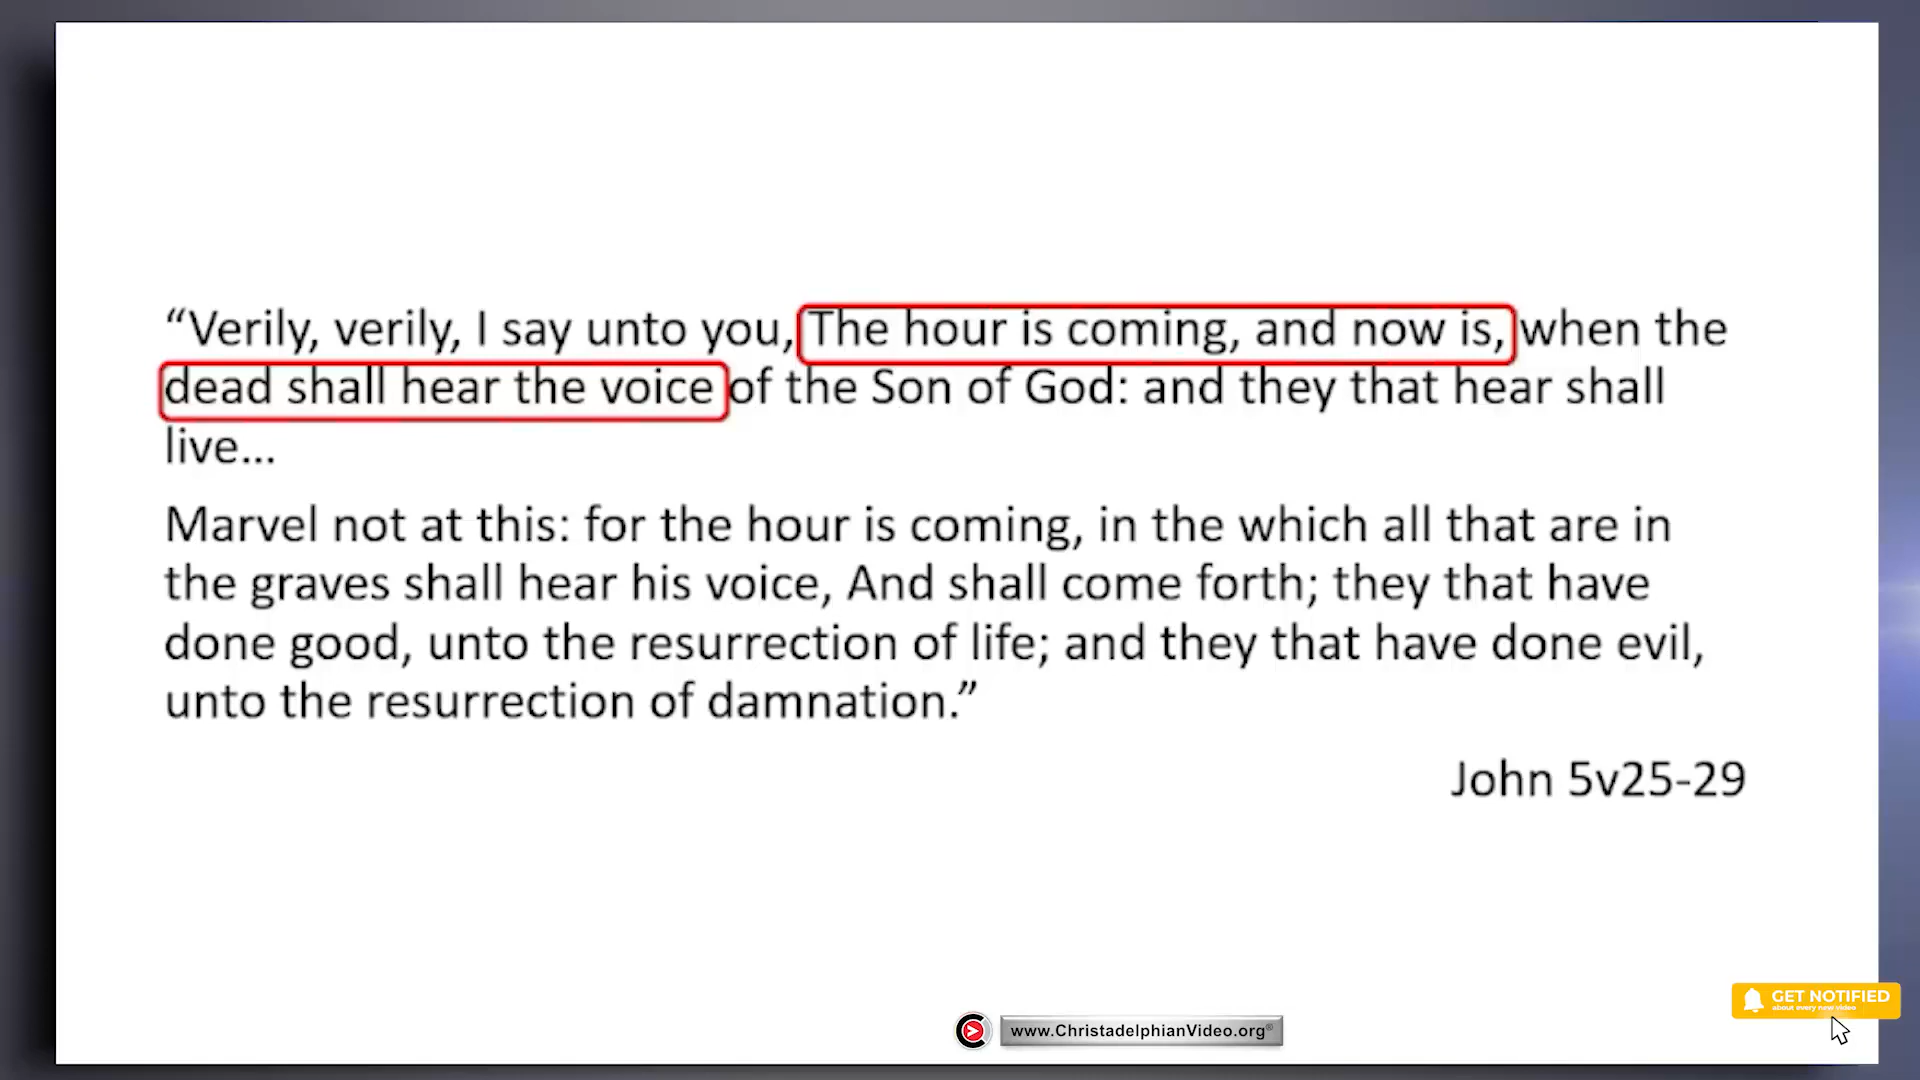 “Verily, verily, I say unto you, The hour is coming, and now is, when the
dead shall hear the voice of the Son of God: and they that hear shall
live...
Marvel not at this: for the hour is coming, in the which all that are in
the graves shall hear his voice, And shall come forth; they that have
done good, unto the resurrection of life; and they that have done evil,
unto the resurrection of damnation.”
John 5v25-29
GET NOTIFIED
about every new video
www.ChristadelphianVideo.org®